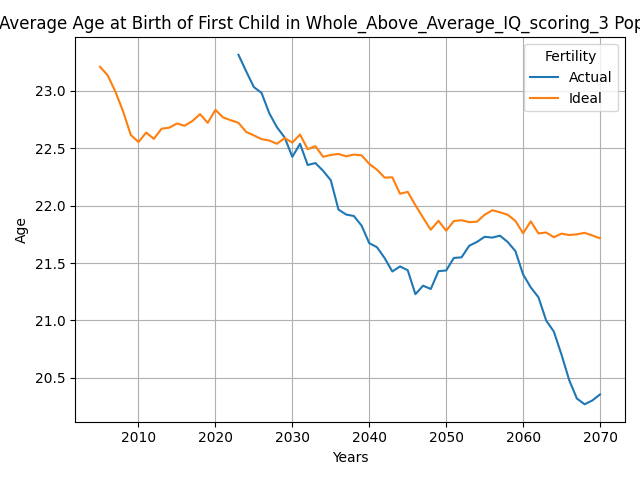 Average Age at Birth of First Child in Whole_Above_Average_IQ_scoring_3 Pop
Fertility
Actual
Ideal
Age
23.0
22.5
22.0
21.5
21.0
20.5
2010 2020 2030 2040 2050 2060 2070
Years